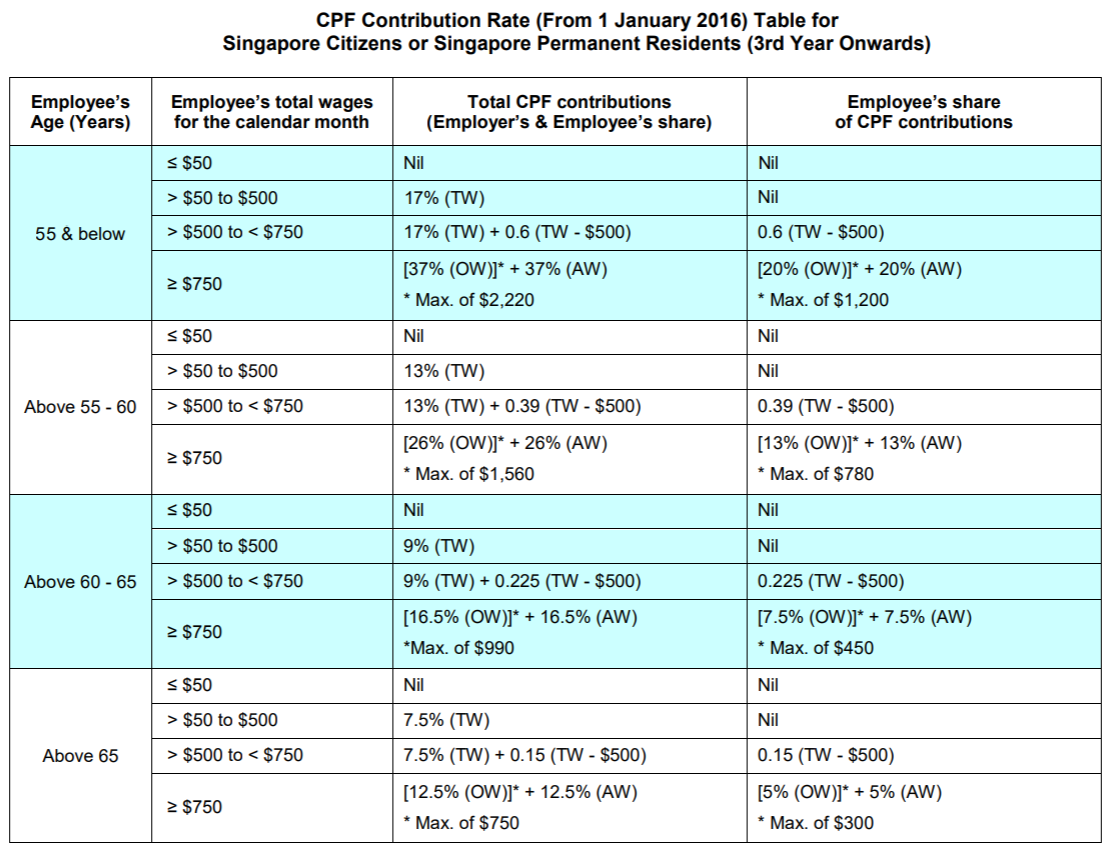 CPF Contribution Rate (From 1 January 2016) Table for
Singapore Citizens or Singapore Permanent Residents (3rd Year Onwards)
Employee's Age (Years)
Employee's total wages for the calendar month
Total CPF contributions (Employer's & Employee's share)
Employee's share of CPF contributions
55 & below
≤ $50
Nil
Nil
> $50 to $500
17% (TW)
Nil
> $500 to < $750
17% (TW) + 0.6 (TW - $500)
0.6 (TW - $500)
≥ $750
[37% (OW)]* + 37% (AW)
* Max. of $2,220
[20% (OW)]* + 20% (AW)
* Max. of $1,200
Above 55 - 60
≤ $50
Nil
Nil
> $50 to $500
13% (TW)
Nil
> $500 to < $750
13% (TW) + 0.39 (TW - $500)
0.39 (TW - $500)
≥ $750
[26% (OW)]* + 26% (AW)
* Max. of $1,560
[13% (OW)]* + 13% (AW)
* Max. of $780
Above 60 - 65
≤ $50
Nil
Nil
> $50 to $500
9% (TW)
Nil
> $500 to < $750
9% (TW) + 0.225 (TW - $500)
0.225 (TW - $500)
≥ $750
[16.5% (OW)]* + 16.5% (AW)
*Max. of $990
[7.5% (OW)]* + 7.5% (AW)
* Max. of $450
Above 65
≤ $50
Nil
Nil
> $50 to $500
7.5% (TW)
Nil
> $500 to < $750
7.5% (TW) + 0.15 (TW - $500)
0.15 (TW - $500)
≥ $750
[12.5% (OW)]* + 12.5% (AW)
* Max. of $750
[5% (OW)]* + 5% (AW)
* Max. of $300